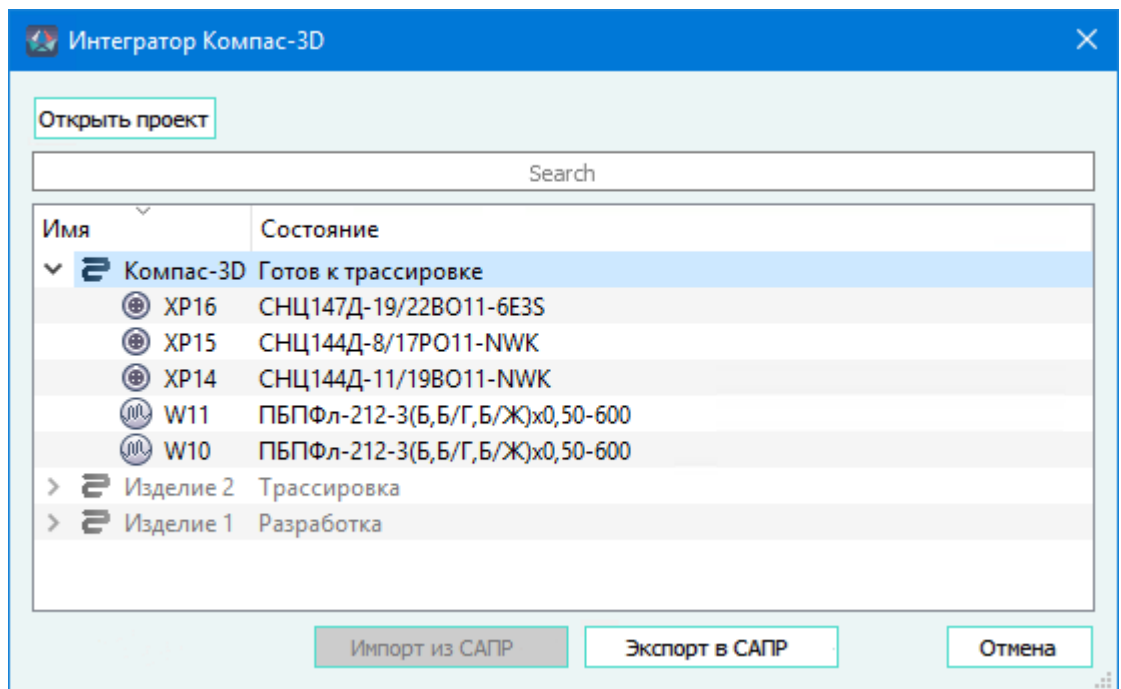 Интегратор Компас-3D
Открыть проект
Search
Имя Состояние
Компас-3D Готов к трассировке
XP16 СНЦ147Д-19/22ВО11-6E3S
XP15 СНЦ144Д-8/17РО11-NWK
XP14 СНЦ144Д-11/19ВО11-NWK
W11 ПБПФл-212-3(Б,Б/Г,Б/Ж)х0,50-600
W10 ПБПФл-212-3(Б,Б/Г,Б/Ж)х0,50-600
Изделие 2 Трассировка
Изделие 1 Разработка
Импорт из САПР Экспорт в САПР Отмена